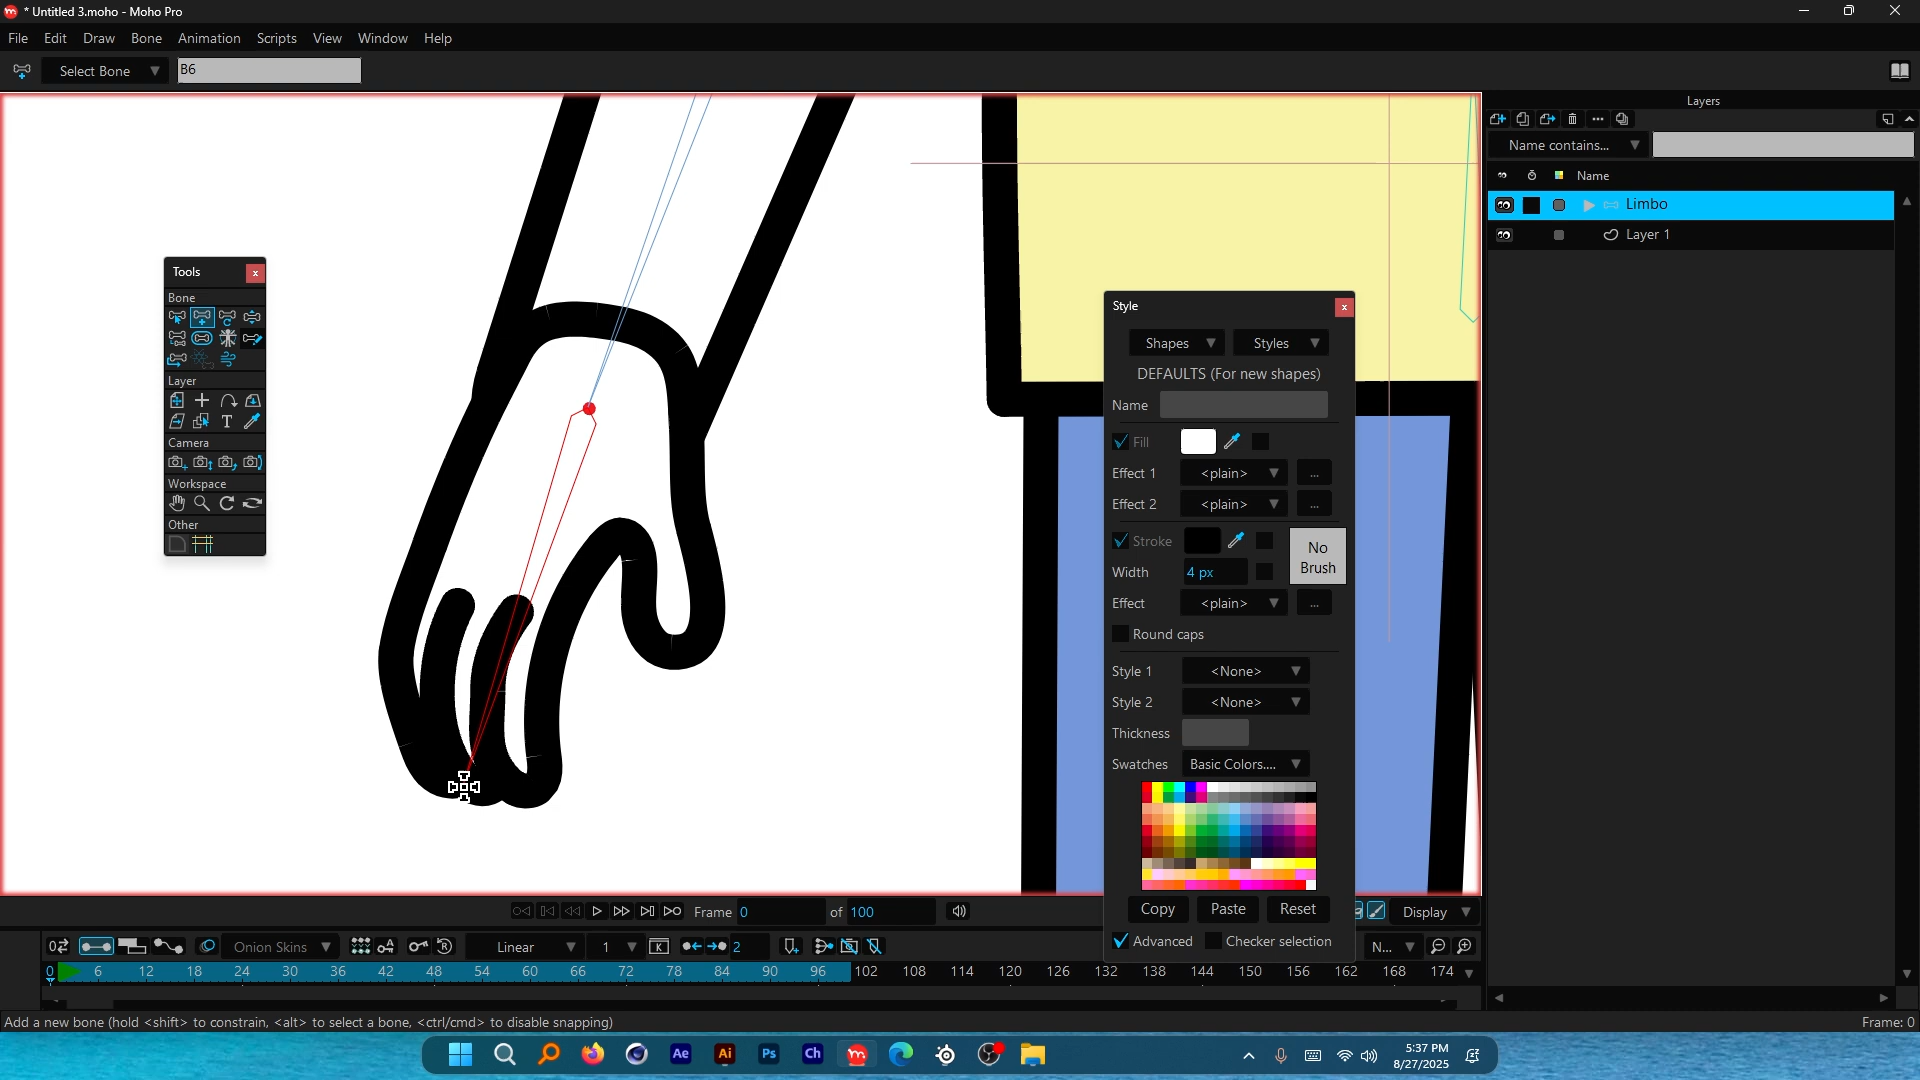 * Untitled 3.moho - Moho Pro
File Edit Draw Bone Animation Scripts View Window Help
Select Bone B6
Layers
Name contains...
Name
Limbo
Layer 1
Tools
Bone
Layer
Camera
Workspace
Other
Style
Shapes Styles
DEFAULTS (For new shapes)
Name
Fill
Effect 1 <plain> ...
Effect 2 <plain> ...
Stroke
No
Brush
Width 4 px
Effect <plain> ...
Round caps
Style 1 <None>
Style 2 <None>
Thickness
Swatches Basic Colors....
Copy Paste Reset
Advanced Checker selection
Frame 0 of 100 Display
Onion Skins Linear 1 2 N...
0 6 12 18 24 30 36 42 48 54 60 66 72 78 84 90 96 102 108 114 120 126 132 138 144 150 156 162 168 174
Add a new bone (hold <shift> to constrain, <alt> to select a bone, <ctrl/cmd> to disable snapping) Frame: 0
Ae Ai Ps Ch
5:37 PM
8/27/2025